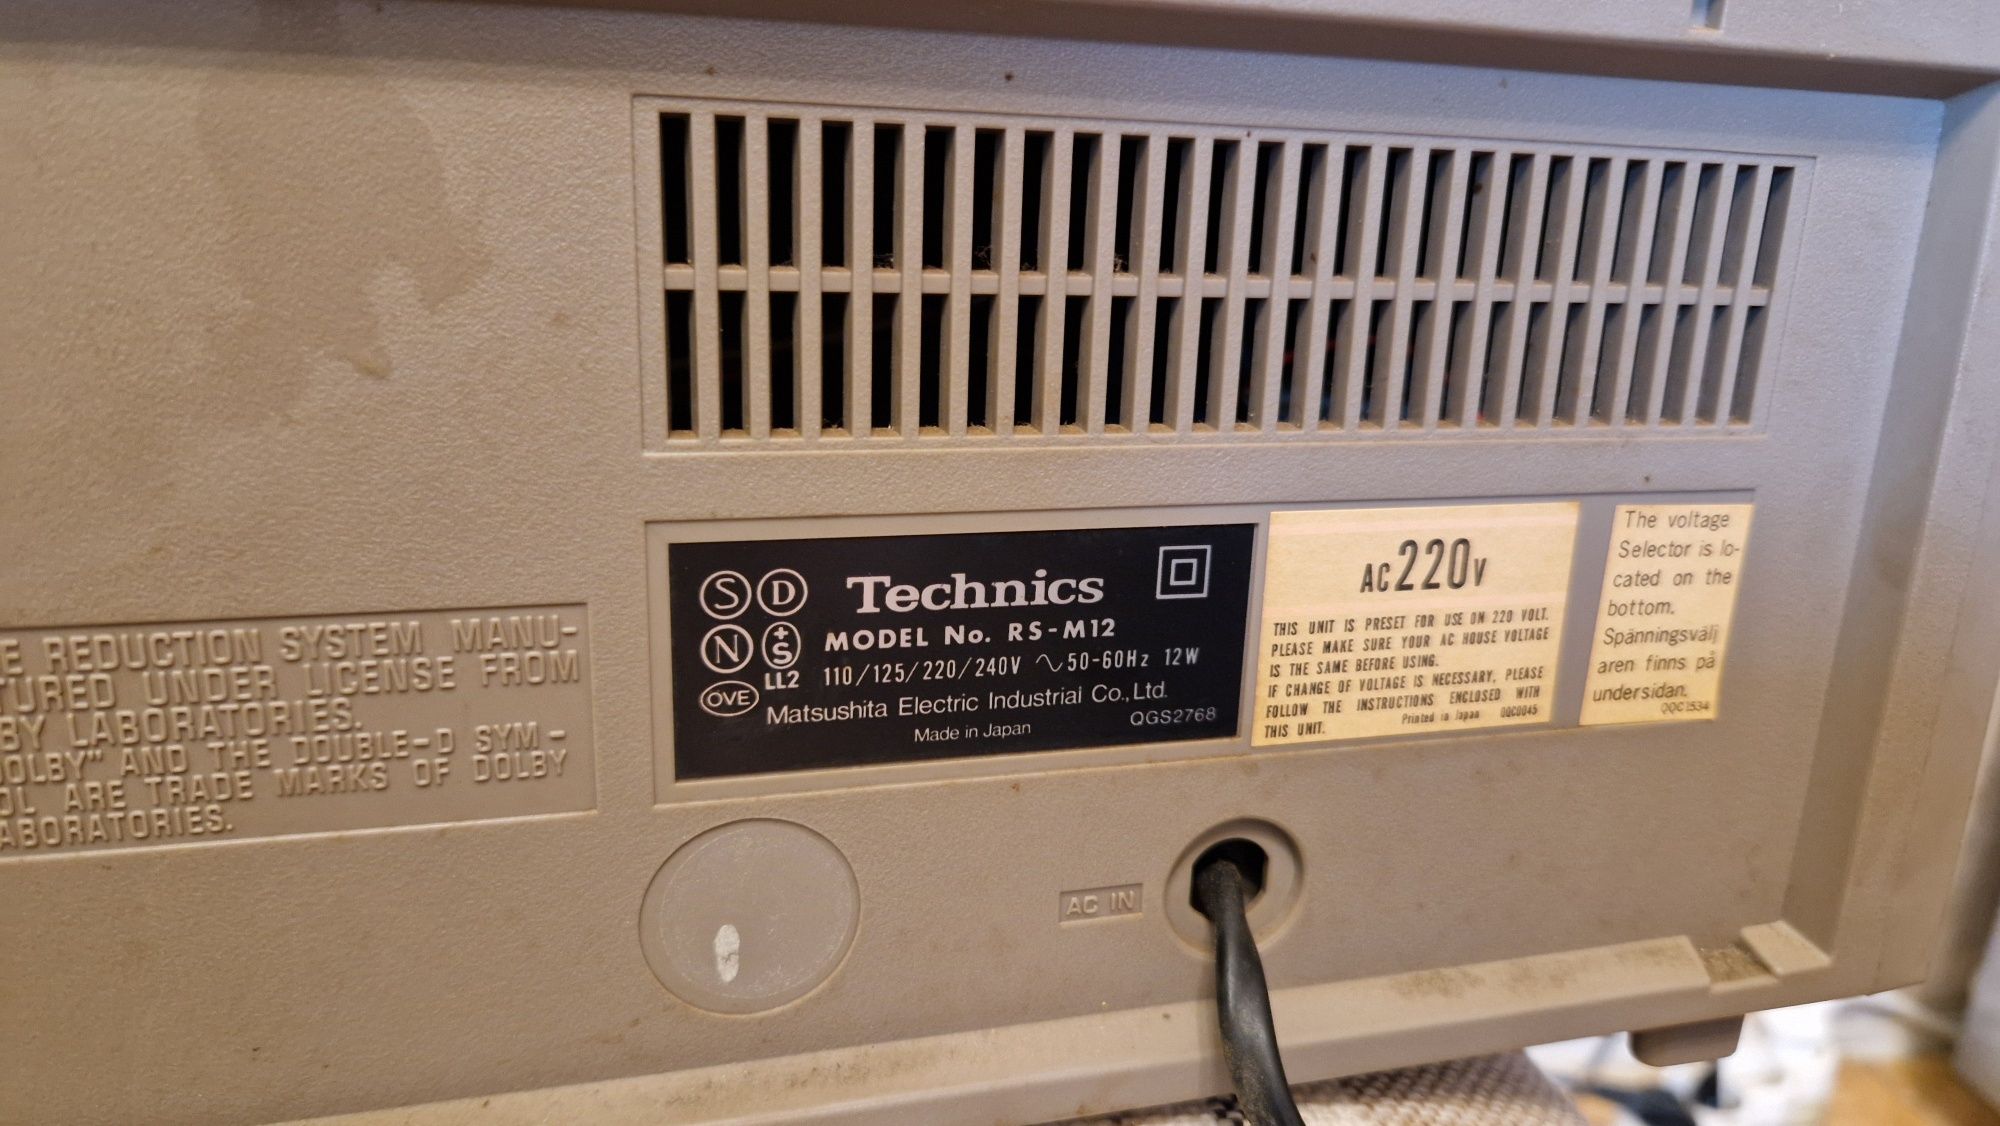 E REDUCTION SYSTEM MANU-
TURED UNDER LICENSE FROM
BY LABORATORIES.
DOLBY" AND THE DOUBLE-D SYM-
OL ARE TRADE MARKS OF DOLBY
ABORATORIES.
S D
N +S
LL2
OVE
Technics
MODEL No. RS-M12
110/125/220/240V ∿50-60Hz 12W
Matsushita Electric Industrial Co., Ltd.
Made in Japan QGS2768
AC 220V
THIS UNIT IS PRESET FOR USE ON 220 VOLT.
PLEASE MAKE SURE YOUR AC HOUSE VOLTAGE
IS THE SAME BEFORE USING.
IF CHANGE OF VOLTAGE IS NECESSARY, PLEASE
FOLLOW THE INSTRUCTIONS ENCLOSED WITH
THIS UNIT. Printed in Japan QQC0045
The voltage
Selector is lo-
cated on the
bottom.
Spänningsvälj
aren finns på
undersidan.
QQC1534
AC IN